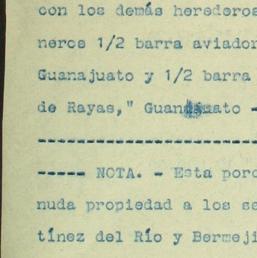 con los demás herederos
neros 1/2 barra aviador
Guanajuato y 1/2 barra
de Rayas," Guanajuato -
--------------------
----- NOTA. - Esta porc
nuda propiedad a los se
tínez del Río y Bermeji